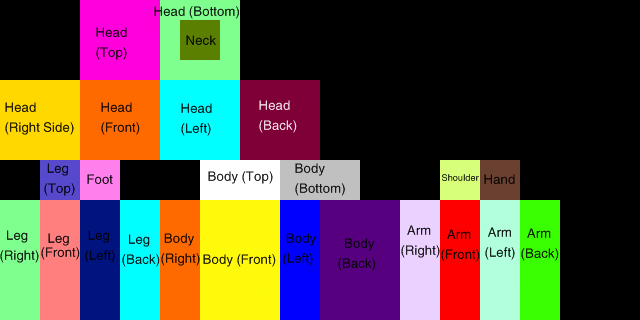 Head (Bottom)
Head
(Top)
Neck
Head
(Right Side)
Head
(Front)
Head
(Left)
Head
(Back)
Leg
(Top)
Foot
Body (Top)
Body
(Bottom)
Shoulder
Hand
Leg
(Right)
Leg
(Front)
Leg
(Left)
Leg
(Back)
Body
(Right)
Body (Front)
Body
(Left)
Body
(Back)
Arm
(Right)
Arm
(Front)
Arm
(Left)
Arm
(Back)